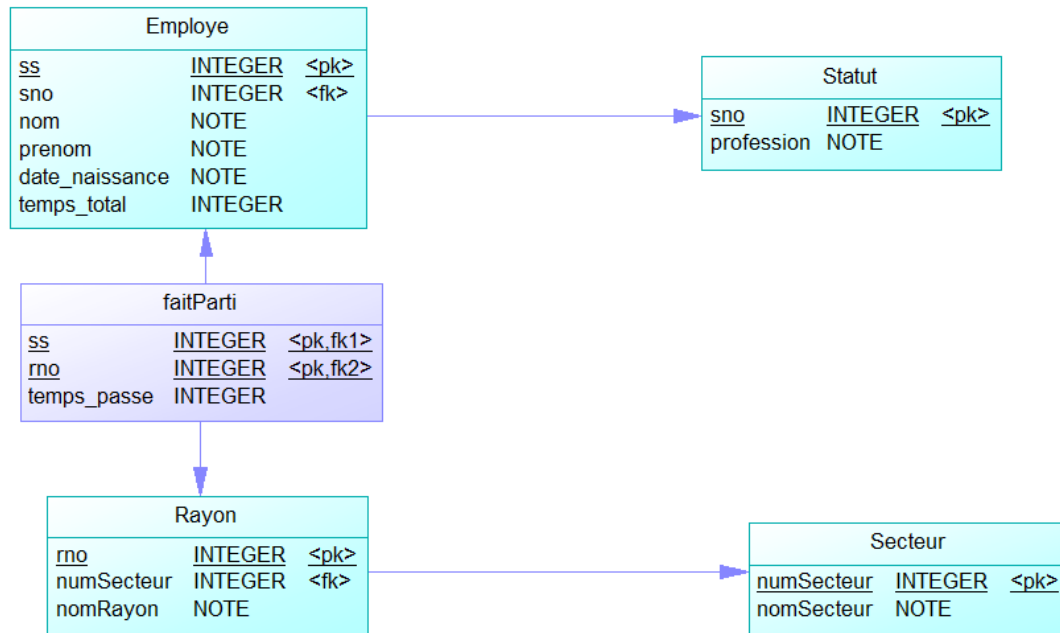 Employe
ss INTEGER <pk>
sno INTEGER <fk>
nom NOTE
prenom NOTE
date_naissance NOTE
temps_total INTEGER
Statut
sno INTEGER <pk>
profession NOTE
faitParti
ss INTEGER <pk,fk1>
rno INTEGER <pk,fk2>
temps_passe INTEGER
Rayon
rno INTEGER <pk>
numSecteur INTEGER <fk>
nomRayon NOTE
Secteur
numSecteur INTEGER <pk>
nomSecteur NOTE